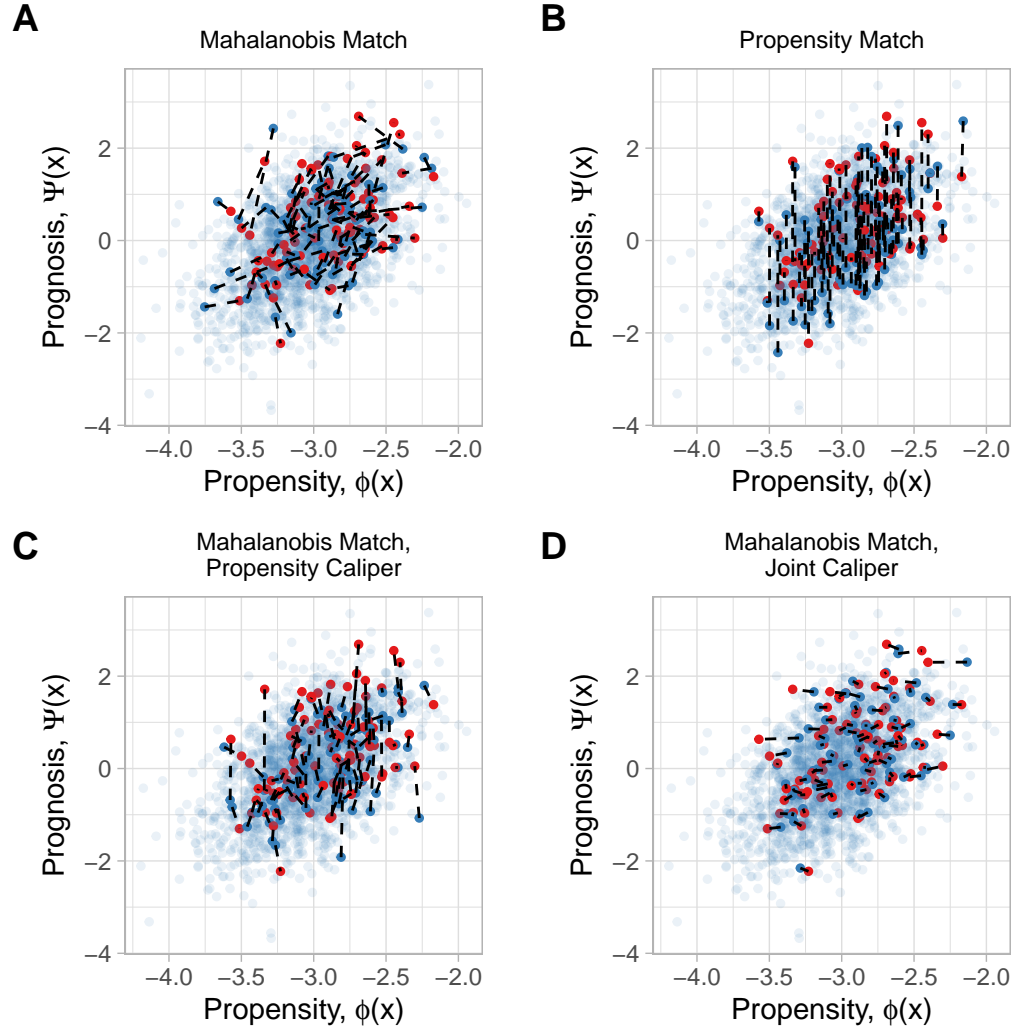 A
Mahalanobis Match
Prognosis, Ψ(x)
2
0
−2
−4
−4.0 −3.5 −3.0 −2.5 −2.0
Propensity, ϕ(x)
B
Propensity Match
Prognosis, Ψ(x)
2
0
−2
−4
−4.0 −3.5 −3.0 −2.5 −2.0
Propensity, ϕ(x)
C
Mahalanobis Match,
Propensity Caliper
Prognosis, Ψ(x)
2
0
−2
−4
−4.0 −3.5 −3.0 −2.5 −2.0
Propensity, ϕ(x)
D
Mahalanobis Match,
Joint Caliper
Prognosis, Ψ(x)
2
0
−2
−4
−4.0 −3.5 −3.0 −2.5 −2.0
Propensity, ϕ(x)